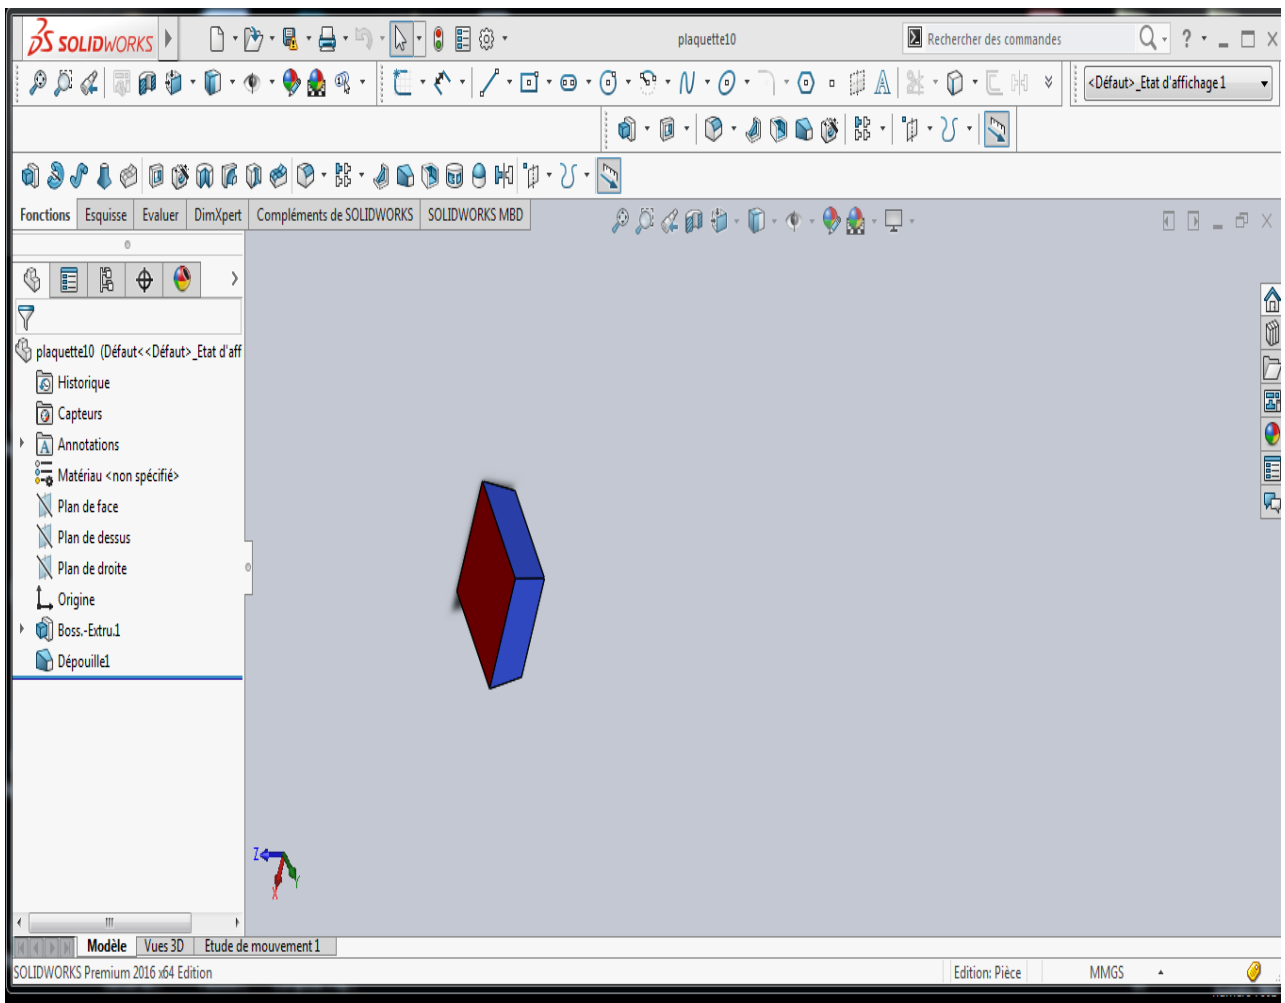 SOLIDWORKS
plaquette10
Rechercher des commandes
<Défaut>_Etat d'affichage 1
Fonctions Esquisse Evaluer DimXpert Compléments de SOLIDWORKS SOLIDWORKS MBD
plaquette10 (Défaut<<Défaut>_Etat d'aff
Historique
Capteurs
Annotations
Matériau <non spécifié>
Plan de face
Plan de dessus
Plan de droite
Origine
Boss.-Extru.1
Dépouille1
Z
Y
X
Modèle Vues 3D Etude de mouvement 1
SOLIDWORKS Premium 2016 x64 Edition Edition: Pièce MMGS